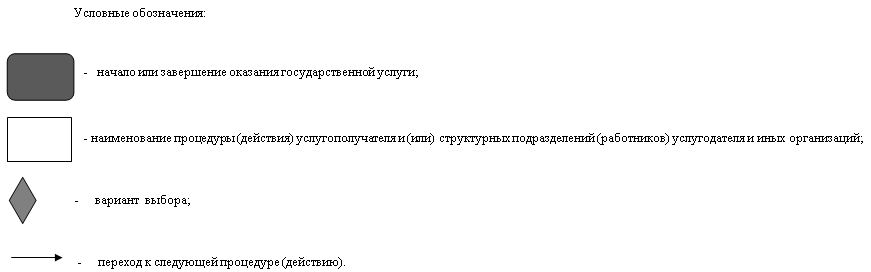 Условные обозначения:
- начало или завершение оказания государственной услуги;
- наименование процедуры (действия) услугополучателя и (или) структурных подразделений (работников) услугодателя и иных организаций;
- вариант выбора;
- переход к следующей процедуре (действию).